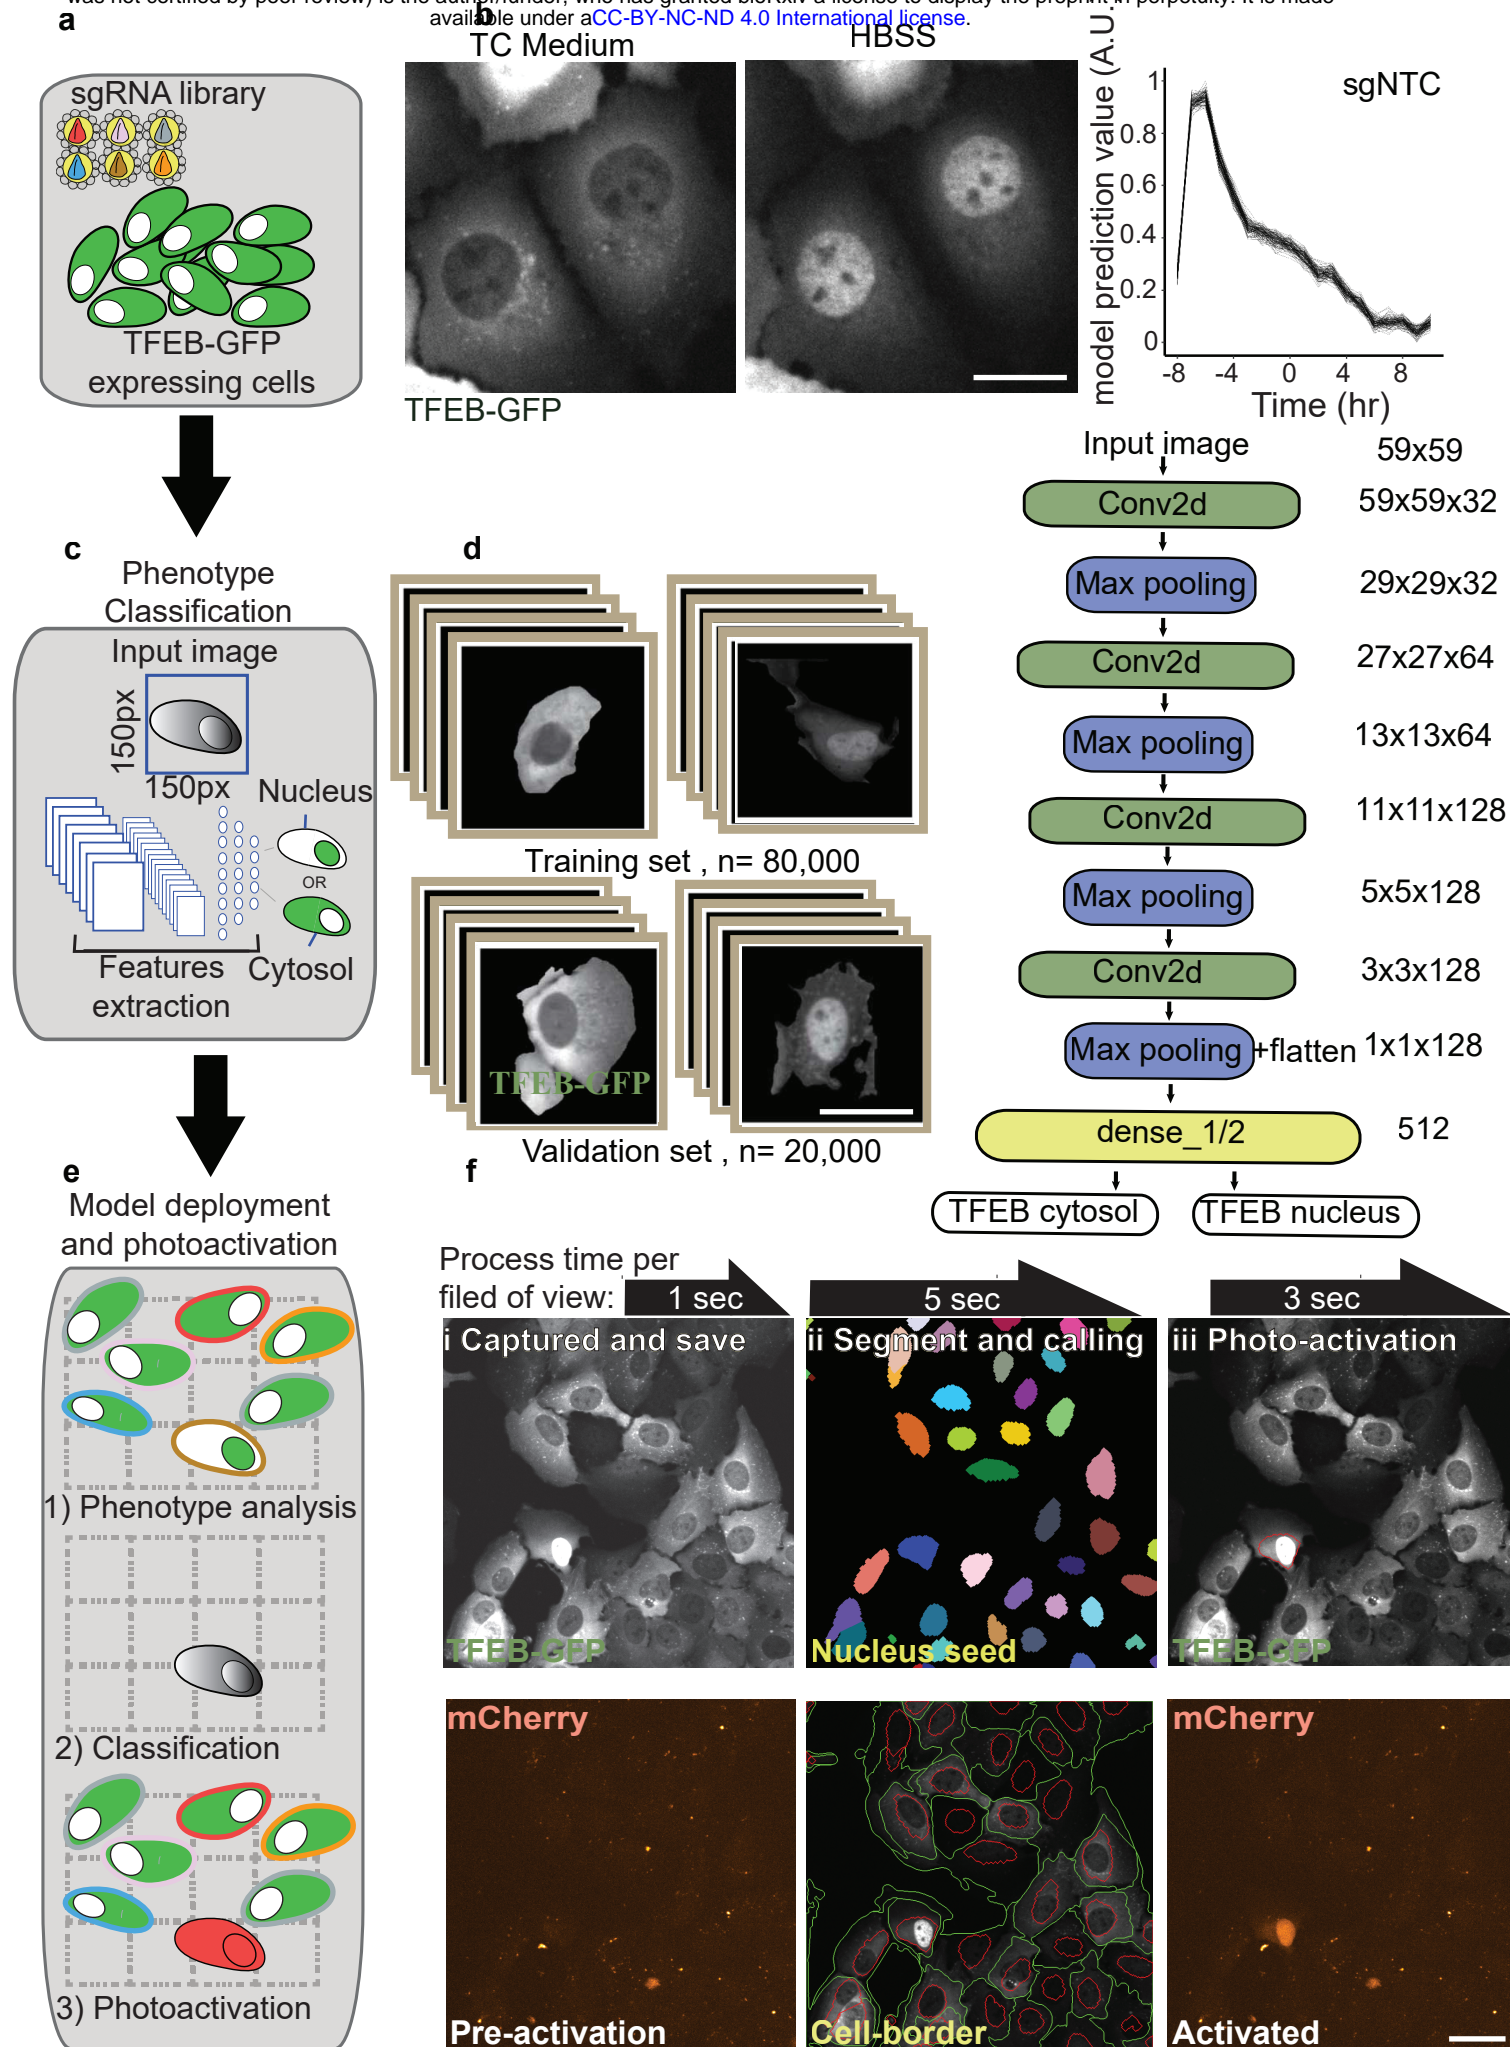 available under aCC-BY-NC-ND 4.0 International license.
a
sgRNA library
TFEB-GFP
expressing cells
b
TC Medium
HBSS
TFEB-GFP
model prediction value (A.U.
1
0.8
0.6
0.4
0.2
0
-8 -4 0 4 8
Time (hr)
sgNTC
c
Phenotype
Classification
Input image
150px
150px
Nucleus
OR
Cytosol
Features
extraction
d
Training set , n= 80,000
TFEB-GFP
Validation set , n= 20,000
Input image 59x59
Conv2d 59x59x32
Max pooling 29x29x32
Conv2d 27x27x64
Max pooling 13x13x64
Conv2d 11x11x128
Max pooling 5x5x128
Conv2d 3x3x128
Max pooling +flatten 1x1x128
dense_1/2 512
TFEB cytosol TFEB nucleus
e
Model deployment
and photoactivation
1) Phenotype analysis
2) Classification
3) Photoactivation
f
Process time per
filed of view: 1 sec 5 sec 3 sec
i Captured and save
TFEB-GFP
ii Segment and calling
Nucleus seed
iii Photo-activation
TFEB-GFP
mCherry
Pre-activation
Cell-border
mCherry
Activated